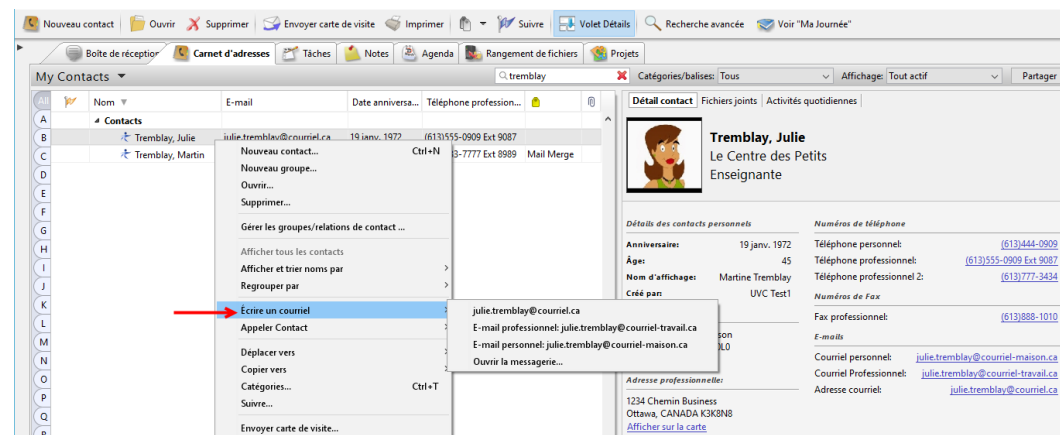 Nouveau contact Ouvrir Supprimer Envoyer carte de visite Imprimer Suivre Volet Détails Recherche avancée Voir "Ma Journée"
Boîte de réception Carnet d'adresses Tâches Notes Agenda Rangement de fichiers Projets
My Contacts tremblay Catégories/balises: Tous Affichage: Tout actif Partager
All Nom E-mail Date anniversa... Téléphone profession...
Détail contact Fichiers joints Activités quotidiennes
A Contacts
B Tremblay, Julie julie.tremblay@courriel.ca 19 janv. 1972 (613)555-0909 Ext 9087
C Tremblay, Martin 3-7777 Ext 8989 Mail Merge
D
E
F
G
H
I
J
K
L
M
N
O
P
Q
R
Nouveau contact... Ctrl+N
Nouveau groupe...
Ouvrir...
Supprimer...
Gérer les groupes/relations de contact ...
Afficher tous les contacts
Afficher et trier noms par
Regrouper par
Écrire un courriel
Appeler Contact
Déplacer vers
Copier vers
Catégories... Ctrl+T
Suivre...
Envoyer carte de visite...
julie.tremblay@courriel.ca
E-mail professionnel: julie.tremblay@courriel-travail.ca
E-mail personnel: julie.tremblay@courriel-maison.ca
Ouvrir la messagerie...
Tremblay, Julie
Le Centre des Petits
Enseignante
Détails des contacts personnels
Anniversaire: 19 janv. 1972
Âge: 45
Nom d'affichage: Martine Tremblay
Créé par: UVC Test1
son
0L0
Adresse professionnelle:
1234 Chemin Business
Ottawa, CANADA K3K8N8
Afficher sur la carte
Numéros de téléphone
Téléphone personnel: (613)444-0909
Téléphone professionnel: (613)555-0909 Ext 9087
Téléphone professionnel 2: (613)777-3434
Numéros de Fax
Fax professionnel: (613)888-1010
E-mails
Courriel personnel: julie.tremblay@courriel-maison.ca
Courriel Professionnel: julie.tremblay@courriel-travail.ca
Adresse courriel: julie.tremblay@courriel.ca